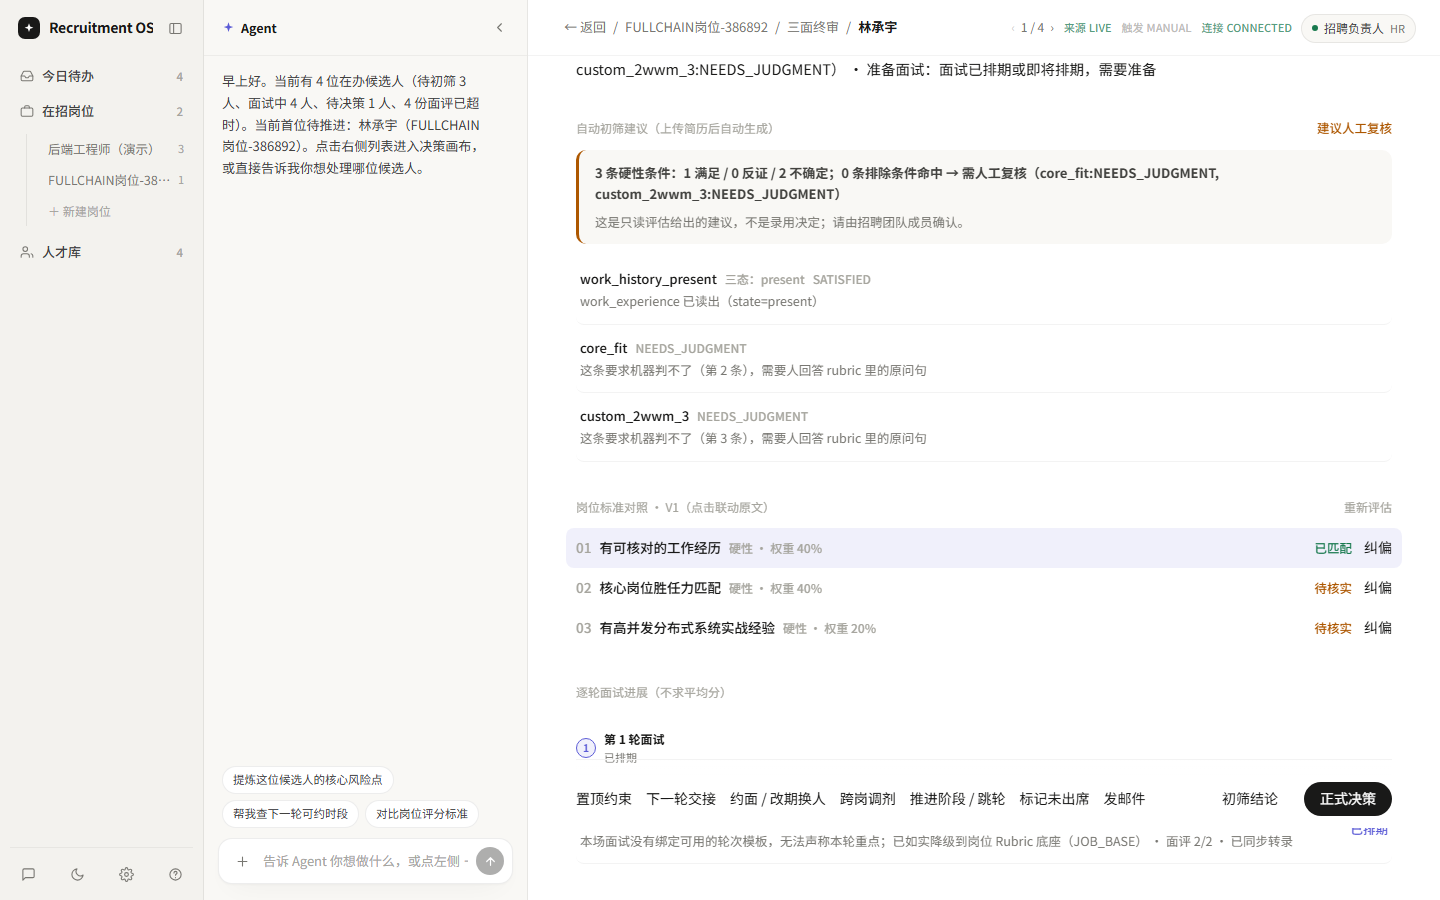 Recruitment OS
今日待办 4
在招岗位 2
后端工程师（演示） 3
FULLCHAIN岗位-38··· 1
＋ 新建岗位
人才库 4
Agent
早上好。当前有 4 位在办候选人（待初筛 3
人、面试中 4 人、待决策 1 人、4 份面评已超
时）。当前首位待推进：林承宇（FULLCHAIN
岗位-386892）。点击右侧列表进入决策画布，
或直接告诉我你想处理哪位候选人。
提炼这位候选人的核心风险点
帮我查下一轮可约时段
对比岗位评分标准
告诉 Agent 你想做什么，或点左侧
← 返回 / FULLCHAIN岗位-386892 / 三面终审 / 林承宇
‹ 1 / 4 › 来源 LIVE 触发 MANUAL 连接 CONNECTED 招聘负责人 HR
custom_2wwm_3:NEEDS_JUDGMENT） · 准备面试：面试已排期或即将排期，需要准备
自动初筛建议（上传简历后自动生成） 建议人工复核
3 条硬性条件：1 满足 / 0 反证 / 2 不确定；0 条排除条件命中 → 需人工复核（core_fit:NEEDS_JUDGMENT,
custom_2wwm_3:NEEDS_JUDGMENT）
这是只读评估给出的建议，不是录用决定；请由招聘团队成员确认。
work_history_present 三态：present SATISFIED
work_experience 已读出（state=present）
core_fit NEEDS_JUDGMENT
这条要求机器判不了（第 2 条），需要人回答 rubric 里的原问句
custom_2wwm_3 NEEDS_JUDGMENT
这条要求机器判不了（第 3 条），需要人回答 rubric 里的原问句
岗位标准对照 · V1（点击联动原文） 重新评估
01 有可核对的工作经历 硬性 · 权重 40% 已匹配 纠偏
02 核心岗位胜任力匹配 硬性 · 权重 40% 待核实 纠偏
03 有高并发分布式系统实战经验 硬性 · 权重 20% 待核实 纠偏
逐轮面试进展（不求平均分）
1 第 1 轮面试
已排期
置顶约束 下一轮交接 约面 / 改期换人 跨岗调剂 推进阶段 / 跳轮 标记未出席 发邮件 初筛结论 正式决策
已排期
本场面试没有绑定可用的轮次模板，无法声称本轮重点；已如实降级到岗位 Rubric 底座（JOB_BASE） · 面评 2/2 · 已同步转录